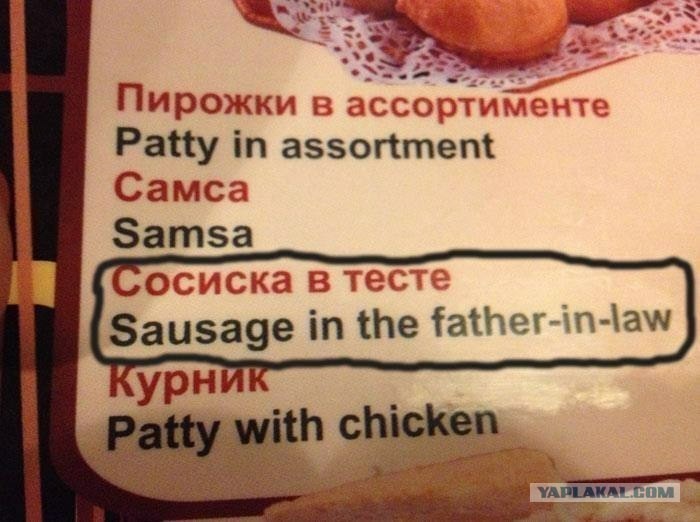 Пирожки в ассортименте
Patty in assortment
Самса
Samsa
Сосиска в тесте
Sausage in the father-in-law
Курник
Patty with chicken
YAPLAKAL.COM